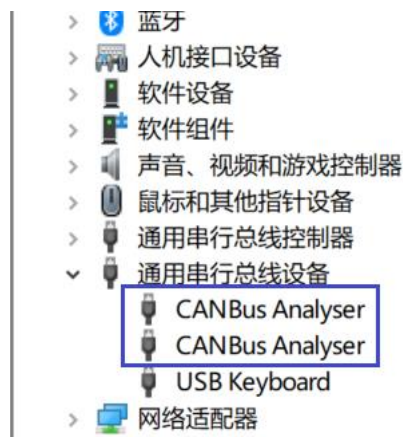 蓝牙
人机接口设备
软件设备
软件组件
声音、视频和游戏控制器
鼠标和其他指针设备
通用串行总线控制器
通用串行总线设备
CANBus Analyser
CANBus Analyser
USB Keyboard
网络适配器